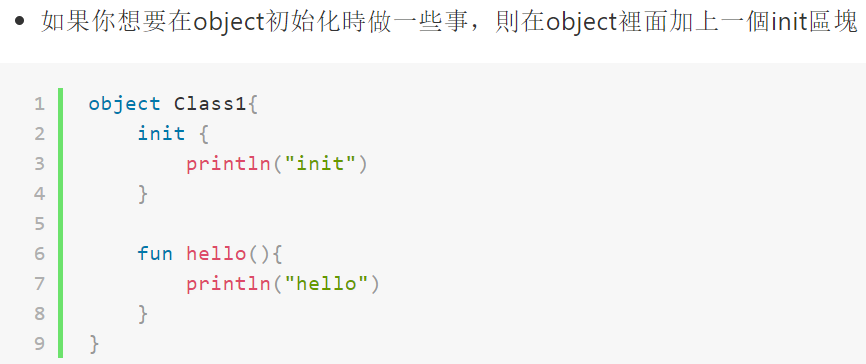 • 如果你想要在object初始化時做一些事，則在object裡面加上一個init區塊
1 object Class1{
2     init {
3         println("init")
4     }
5
6     fun hello(){
7         println("hello")
8     }
9 }